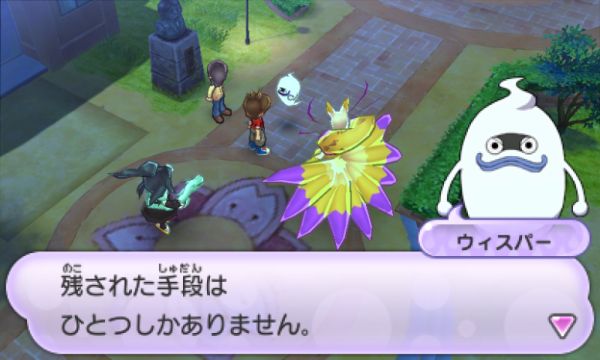 ウィスパー
のこ しゅだん
残された手段は
ひとつしかありません。